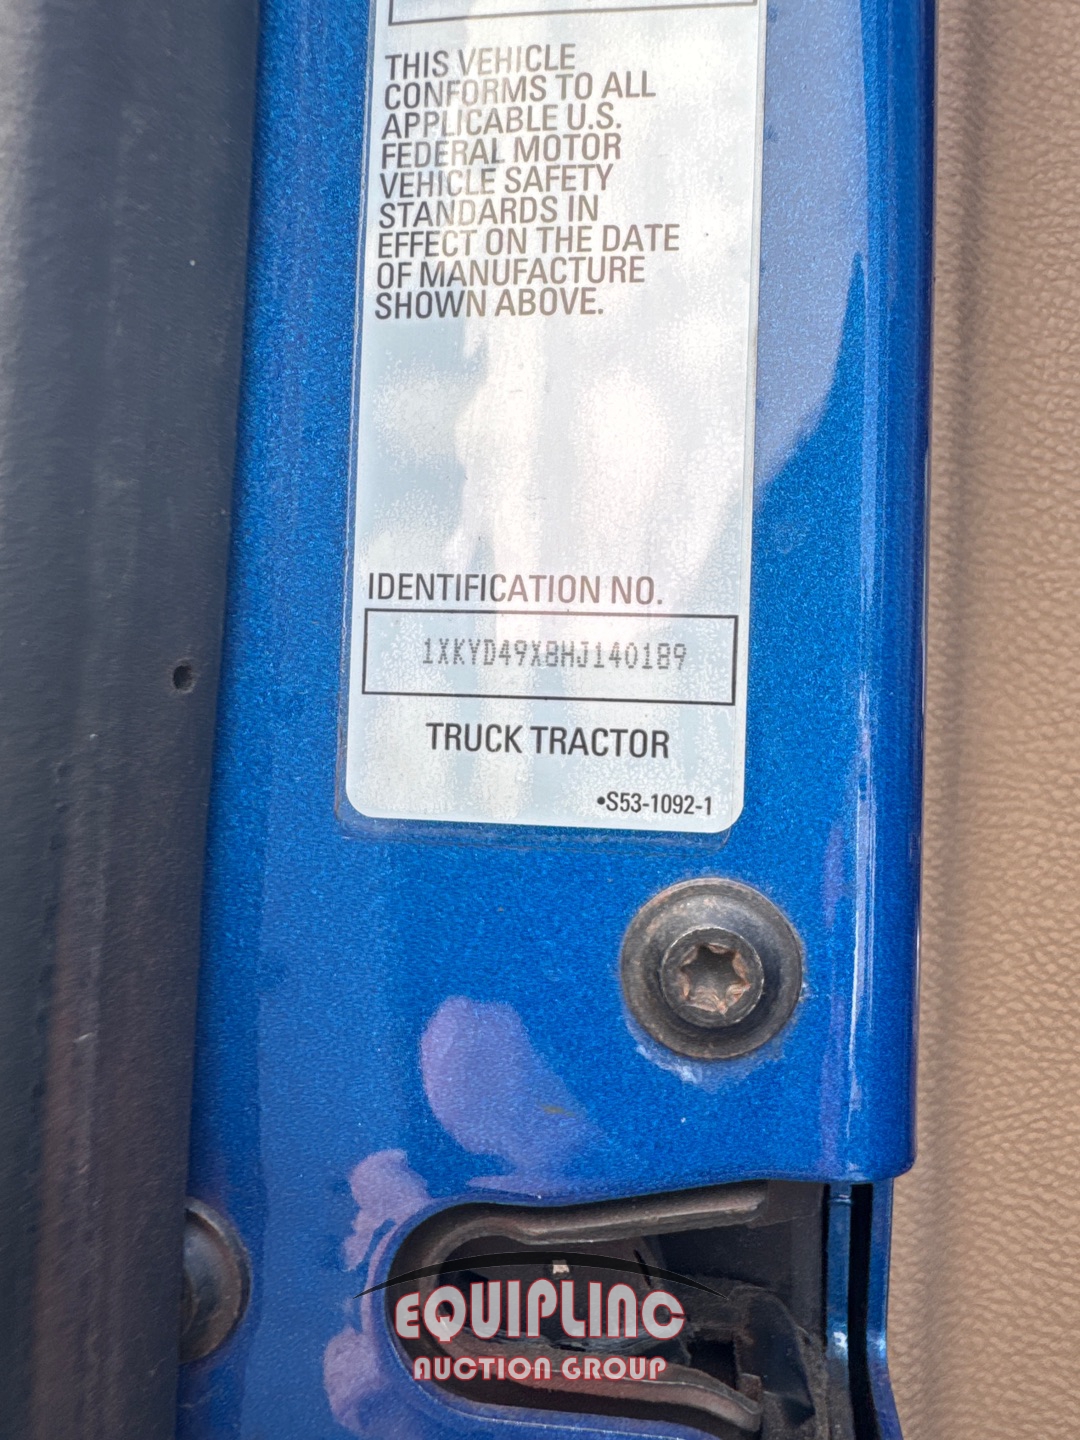 THIS VEHICLE
CONFORMS TO ALL
APPLICABLE U.S.
FEDERAL MOTOR
VEHICLE SAFETY
STANDARDS IN
EFFECT ON THE DATE
OF MANUFACTURE
SHOWN ABOVE.
IDENTIFICATION NO.
1XKYD49X8HJ140189
TRUCK TRACTOR
•S53-1092-1
EQUIPLINC
AUCTION GROUP